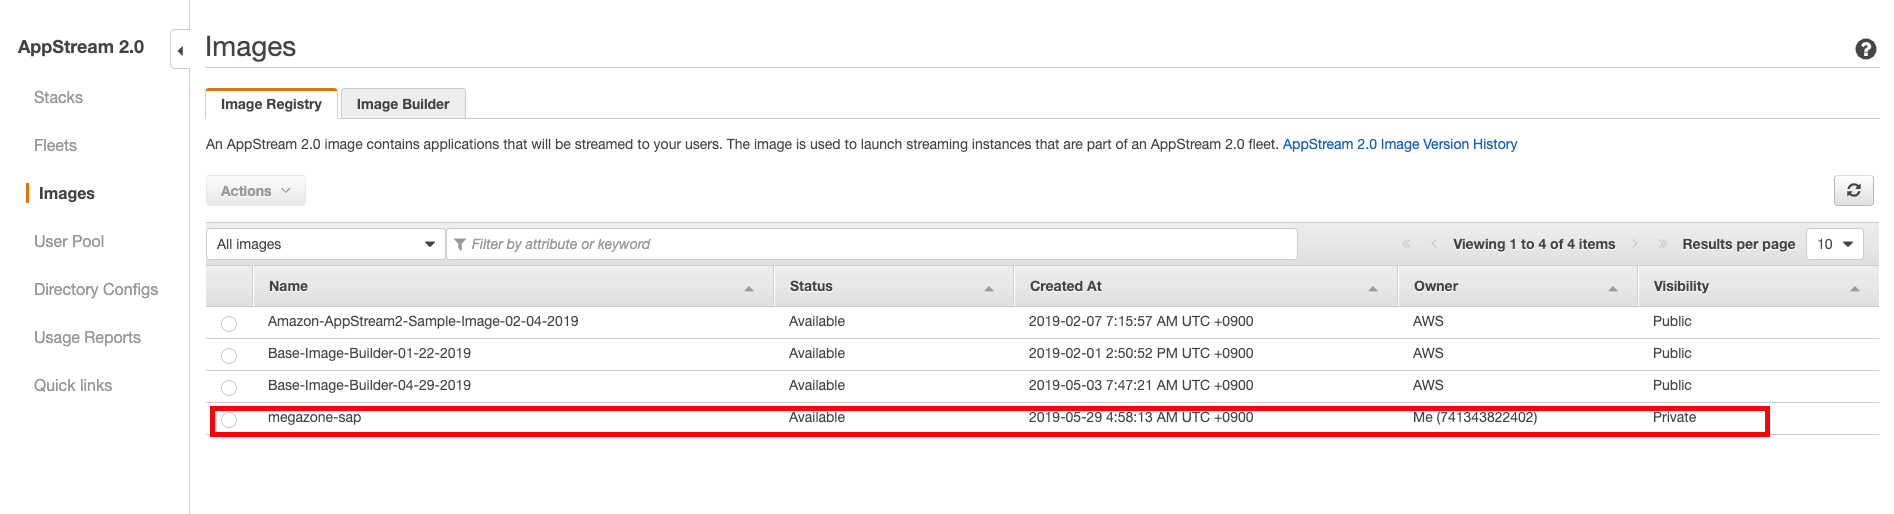 AppStream 2.0
Stacks
Fleets
Images
User Pool
Directory Configs
Usage Reports
Quick links
Images
Image Registry Image Builder
An AppStream 2.0 image contains applications that will be streamed to your users. The image is used to launch streaming instances that are part of an AppStream 2.0 fleet. AppStream 2.0 Image Version History
Actions
All images Filter by attribute or keyword « ‹ Viewing 1 to 4 of 4 items › » Results per page 10
Name Status Created At Owner Visibility
Amazon-AppStream2-Sample-Image-02-04-2019 Available 2019-02-07 7:15:57 AM UTC +0900 AWS Public
Base-Image-Builder-01-22-2019 Available 2019-02-01 2:50:52 PM UTC +0900 AWS Public
Base-Image-Builder-04-29-2019 Available 2019-05-03 7:47:21 AM UTC +0900 AWS Public
megazone-sap Available 2019-05-29 4:58:13 AM UTC +0900 Me (741343822402) Private